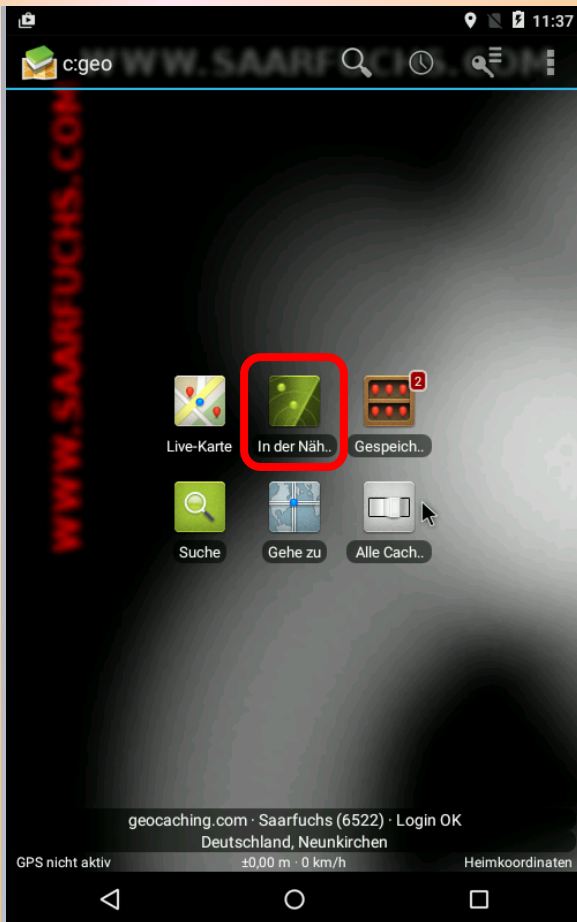 11:37
c:geo
WWW.SAARFUCHS.COM
WWW.SAARFUCHS.COM
2
Live-Karte In der Näh.. Gespeich..
Suche Gehe zu Alle Cach..
geocaching.com · Saarfuchs (6522) · Login OK
Deutschland, Neunkirchen
GPS nicht aktiv ±0,00 m · 0 km/h Heimkoordinaten